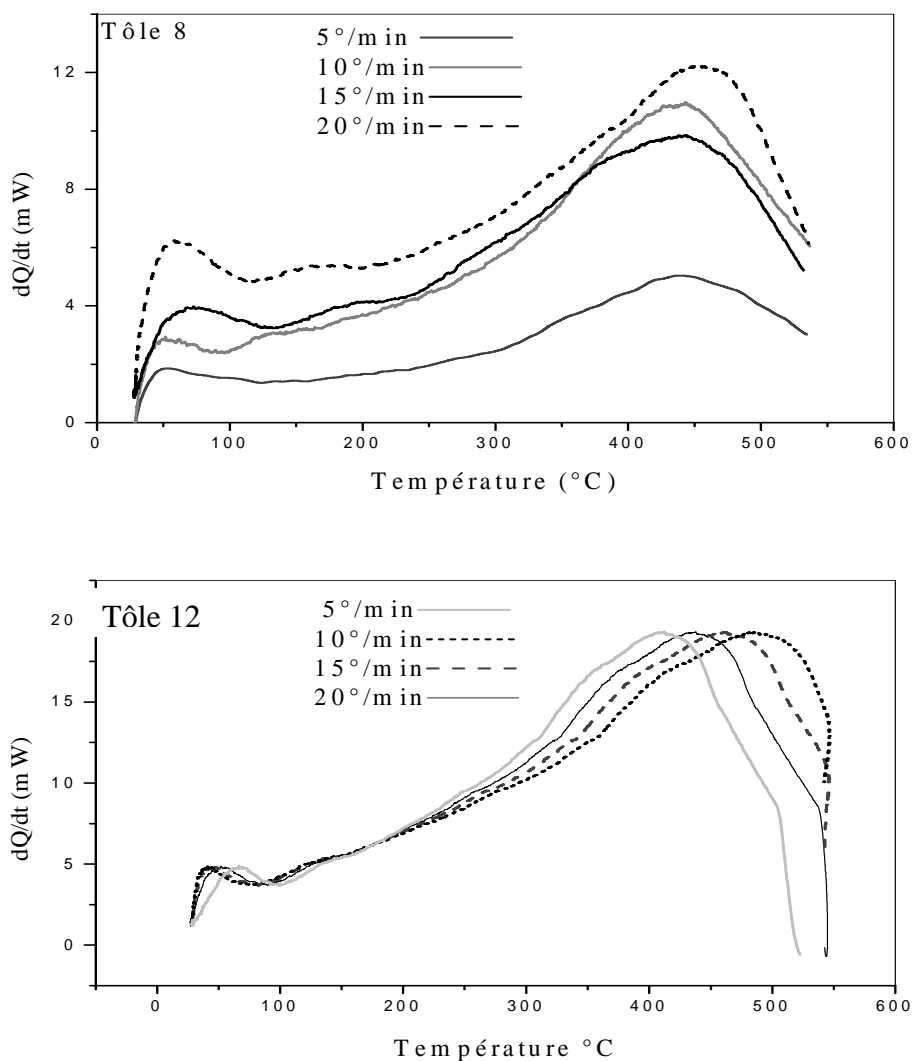 Tôle 8
5°/min
10°/min
15°/min
20°/min
12
8
4
0
dQ/dt (mW)
0 100 200 300 400 500 600
Température (°C)
Tôle 12
5°/min
10°/min
15°/min
20°/min
20
15
10
5
0
dQ/dt (mW)
0 100 200 300 400 500 600
Température °C